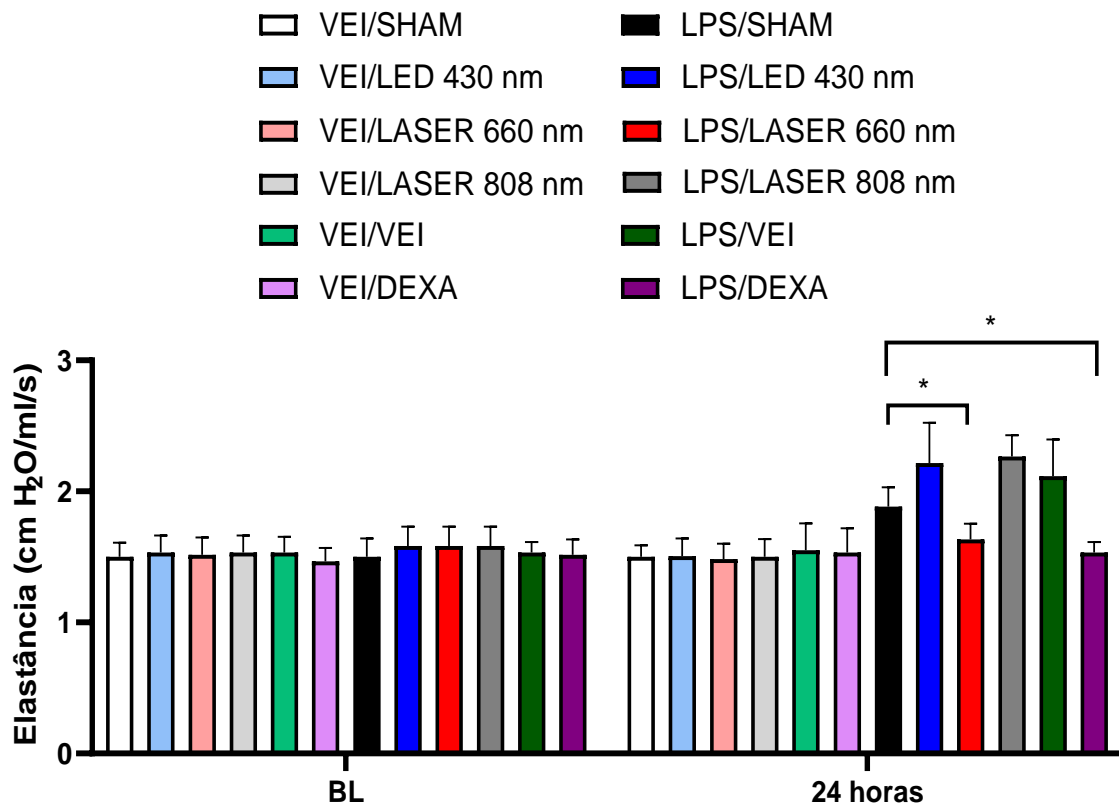 VEI/SHAM LPS/SHAM
VEI/LED 430 nm LPS/LED 430 nm
VEI/LASER 660 nm LPS/LASER 660 nm
VEI/LASER 808 nm LPS/LASER 808 nm
VEI/VEI LPS/VEI
VEI/DEXA LPS/DEXA
*
*
3
2
1
0
Elastância (cm H₂O/ml/s)
BL 24 horas